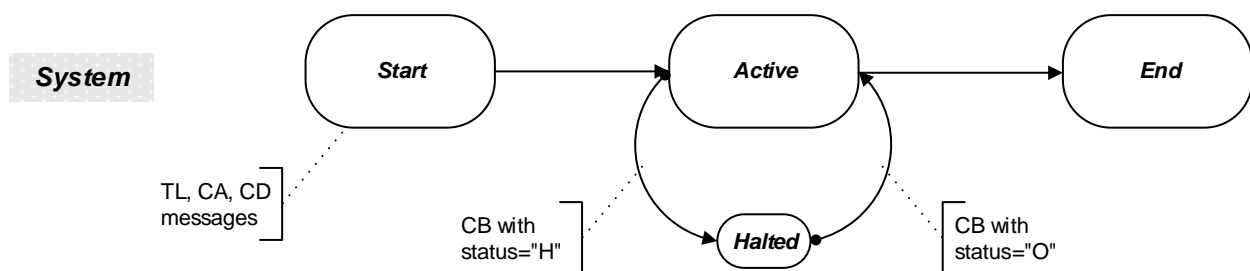 System
Start
Active
End
TL, CA, CD
messages
CB with
status="H"
Halted
CB with
status="O"